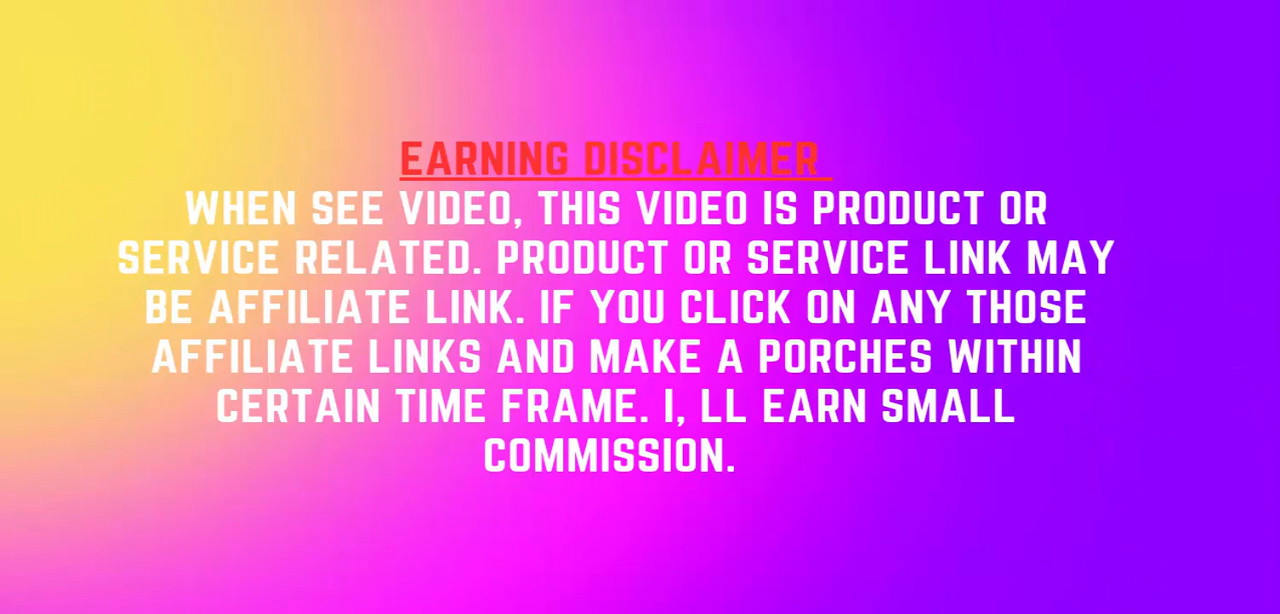 EARNING DISCLAIMER
WHEN SEE VIDEO, THIS VIDEO IS PRODUCT OR
SERVICE RELATED. PRODUCT OR SERVICE LINK MAY
BE AFFILIATE LINK. IF YOU CLICK ON ANY THOSE
AFFILIATE LINKS AND MAKE A PORCHES WITHIN
CERTAIN TIME FRAME. I, LL EARN SMALL
COMMISSION.